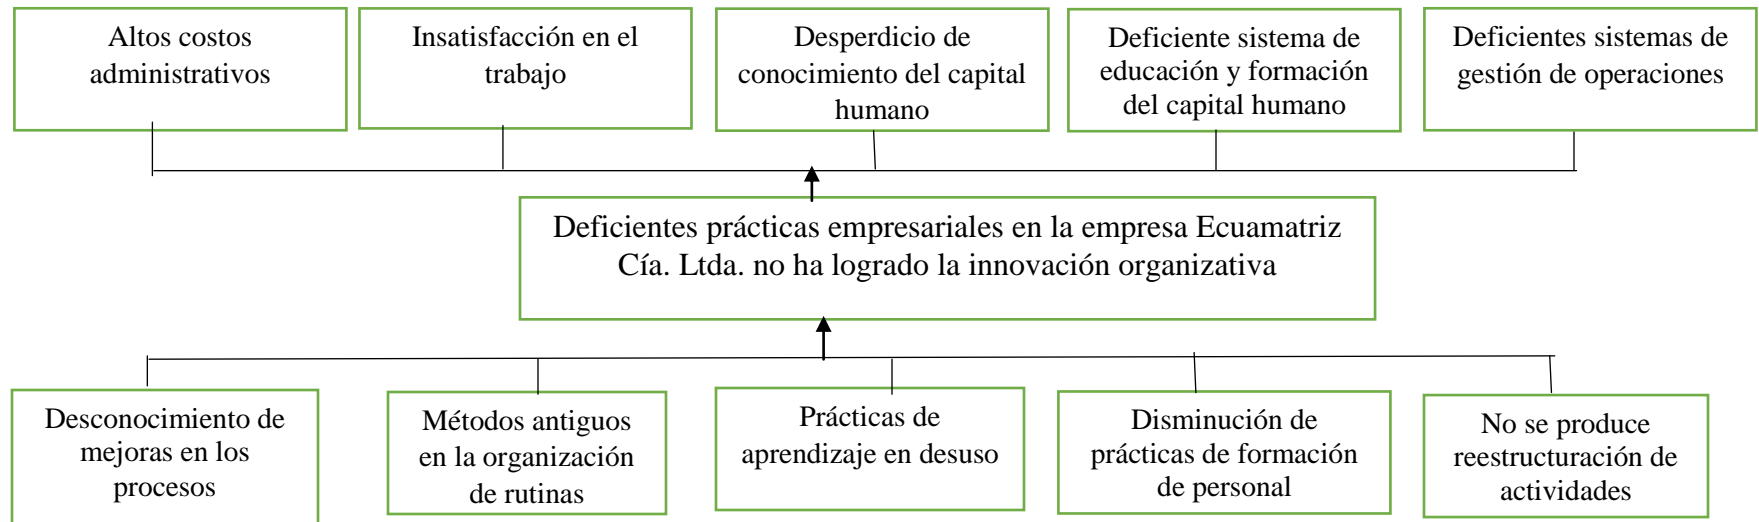 Altos costos
administrativos
Insatisfacción en el
trabajo
Desperdicio de
conocimiento del capital
humano
Deficiente sistema de
educación y formación
del capital humano
Deficientes sistemas de
gestión de operaciones
Deficientes prácticas empresariales en la empresa Ecuamatriz
Cía. Ltda. no ha logrado la innovación organizativa
Desconocimiento de
mejoras en los
procesos
Métodos antiguos
en la organización
de rutinas
Prácticas de
aprendizaje en desuso
Disminución de
prácticas de formación
de personal
No se produce
reestructuración de
actividades